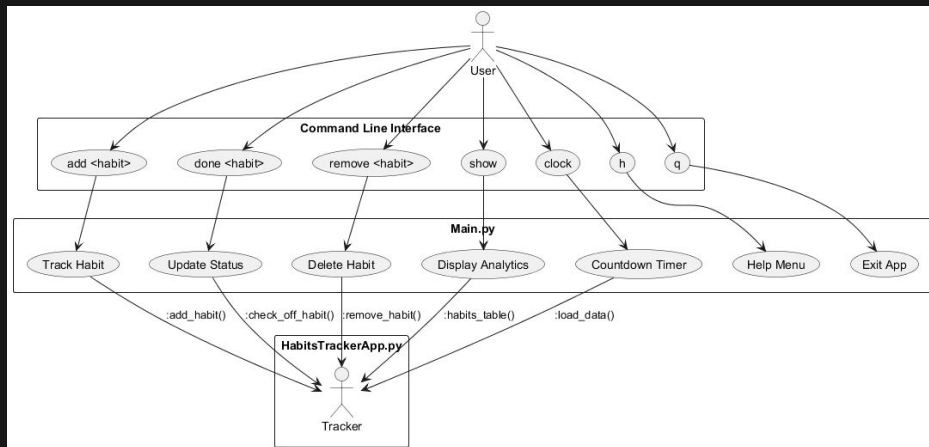 User
Command Line Interface
add <habit>
done <habit>
remove <habit>
show
clock
h
q
Main.py
Track Habit
Update Status
Delete Habit
Display Analytics
Countdown Timer
Help Menu
Exit App
:add_habit()
:check_off_habit()
:remove_habit()
:habits_table()
:load_data()
HabitsTrackerApp.py
Tracker